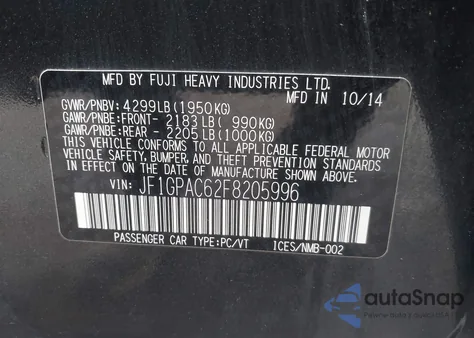 MFD BY FUJI HEAVY INDUSTRIES LTD.
MFD IN 10/14
GVWR/PNBV: 4299LB(1950KG)
GAWR/PNBE:FRONT- 2183LB( 990KG)
GAWR/PNBE:REAR - 2205LB(1000KG)
THIS VEHICLE CONFORMS TO ALL APPLICABLE FEDERAL MOTOR
VEHICLE SAFETY, BUMPER, AND THEFT PREVENTION STANDARDS
IN EFFECT ON THE DATE OF MANUFACTURE SHOWN ABOVE.
VIN: JF1GPAC62F8205996
PASSENGER CAR TYPE:PC/VT ICES/NMB-002
autoSnap